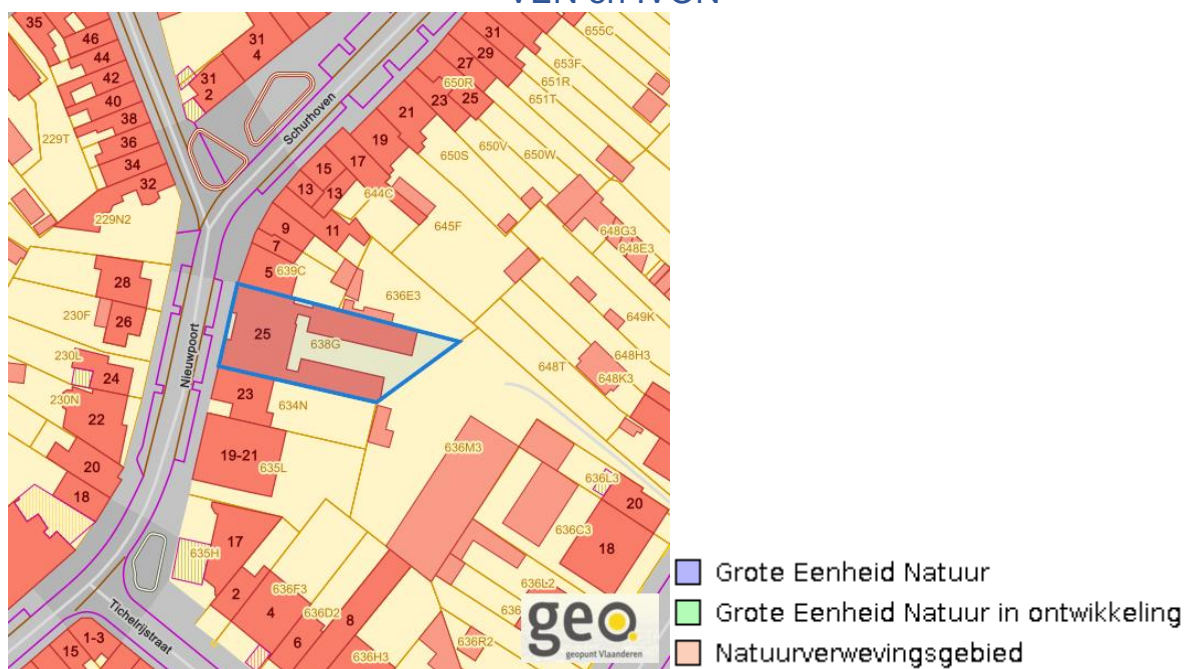 35
46
44
42
40
38
36
34
32
229T
229N2
31
4
31
2
Schurhoven
31
29
27
650R
25
23
21
19
17
15
13
13
9
11
7
5
639C
644C
655C
653F
651R
651T
650S
650V
650W
645F
648G3
648E3
636E3
649K
648T
648H3
648K3
28
230F
26
230L
24
230N
22
20
18
Nieuwpoort
25
638G
23
634N
19-21
635L
17
635H
636M3
636L3
20
636C3
18
2
636F3
4
636D2
6
8
636H3
636L2
636R2
Tichelrijstraat
1-3
15
geo
geopunt Vlaanderen
Grote Eenheid Natuur
Grote Eenheid Natuur in ontwikkeling
Natuurverwevingsgebied